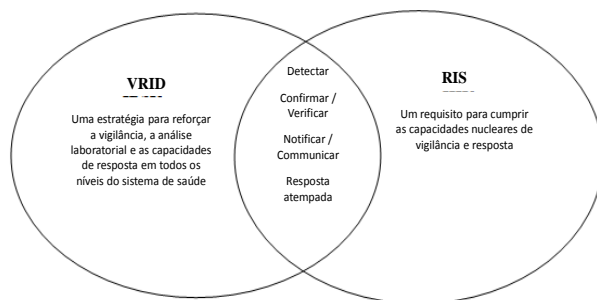 VRID
Uma estratégia para reforçar
a vigilância, a análise
laboratorial e as capacidades
de resposta em todos os
níveis do sistema de saúde
Detectar
Confirmar /
Verificar
Notificar /
Communicar
Resposta
atempada
RIS
Um requisito para cumprir
as capacidades nucleares de
vigilância e resposta